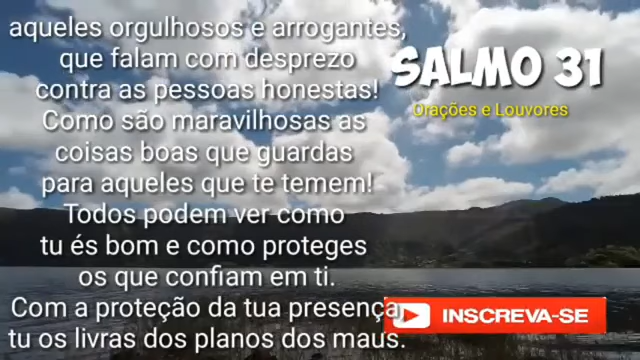 aqueles orgulhosos e arrogantes,
que falam com desprezo
contra as pessoas honestas!
Como são maravilhosas as
coisas boas que guardas
para aqueles que te temem!
Todos podem ver como
tu és bom e como proteges
os que confiam em ti.
Com a proteção da tua presença,
tu os livras dos planos dos maus.
SALMO 31
Orações e Louvores
INSCREVA-SE